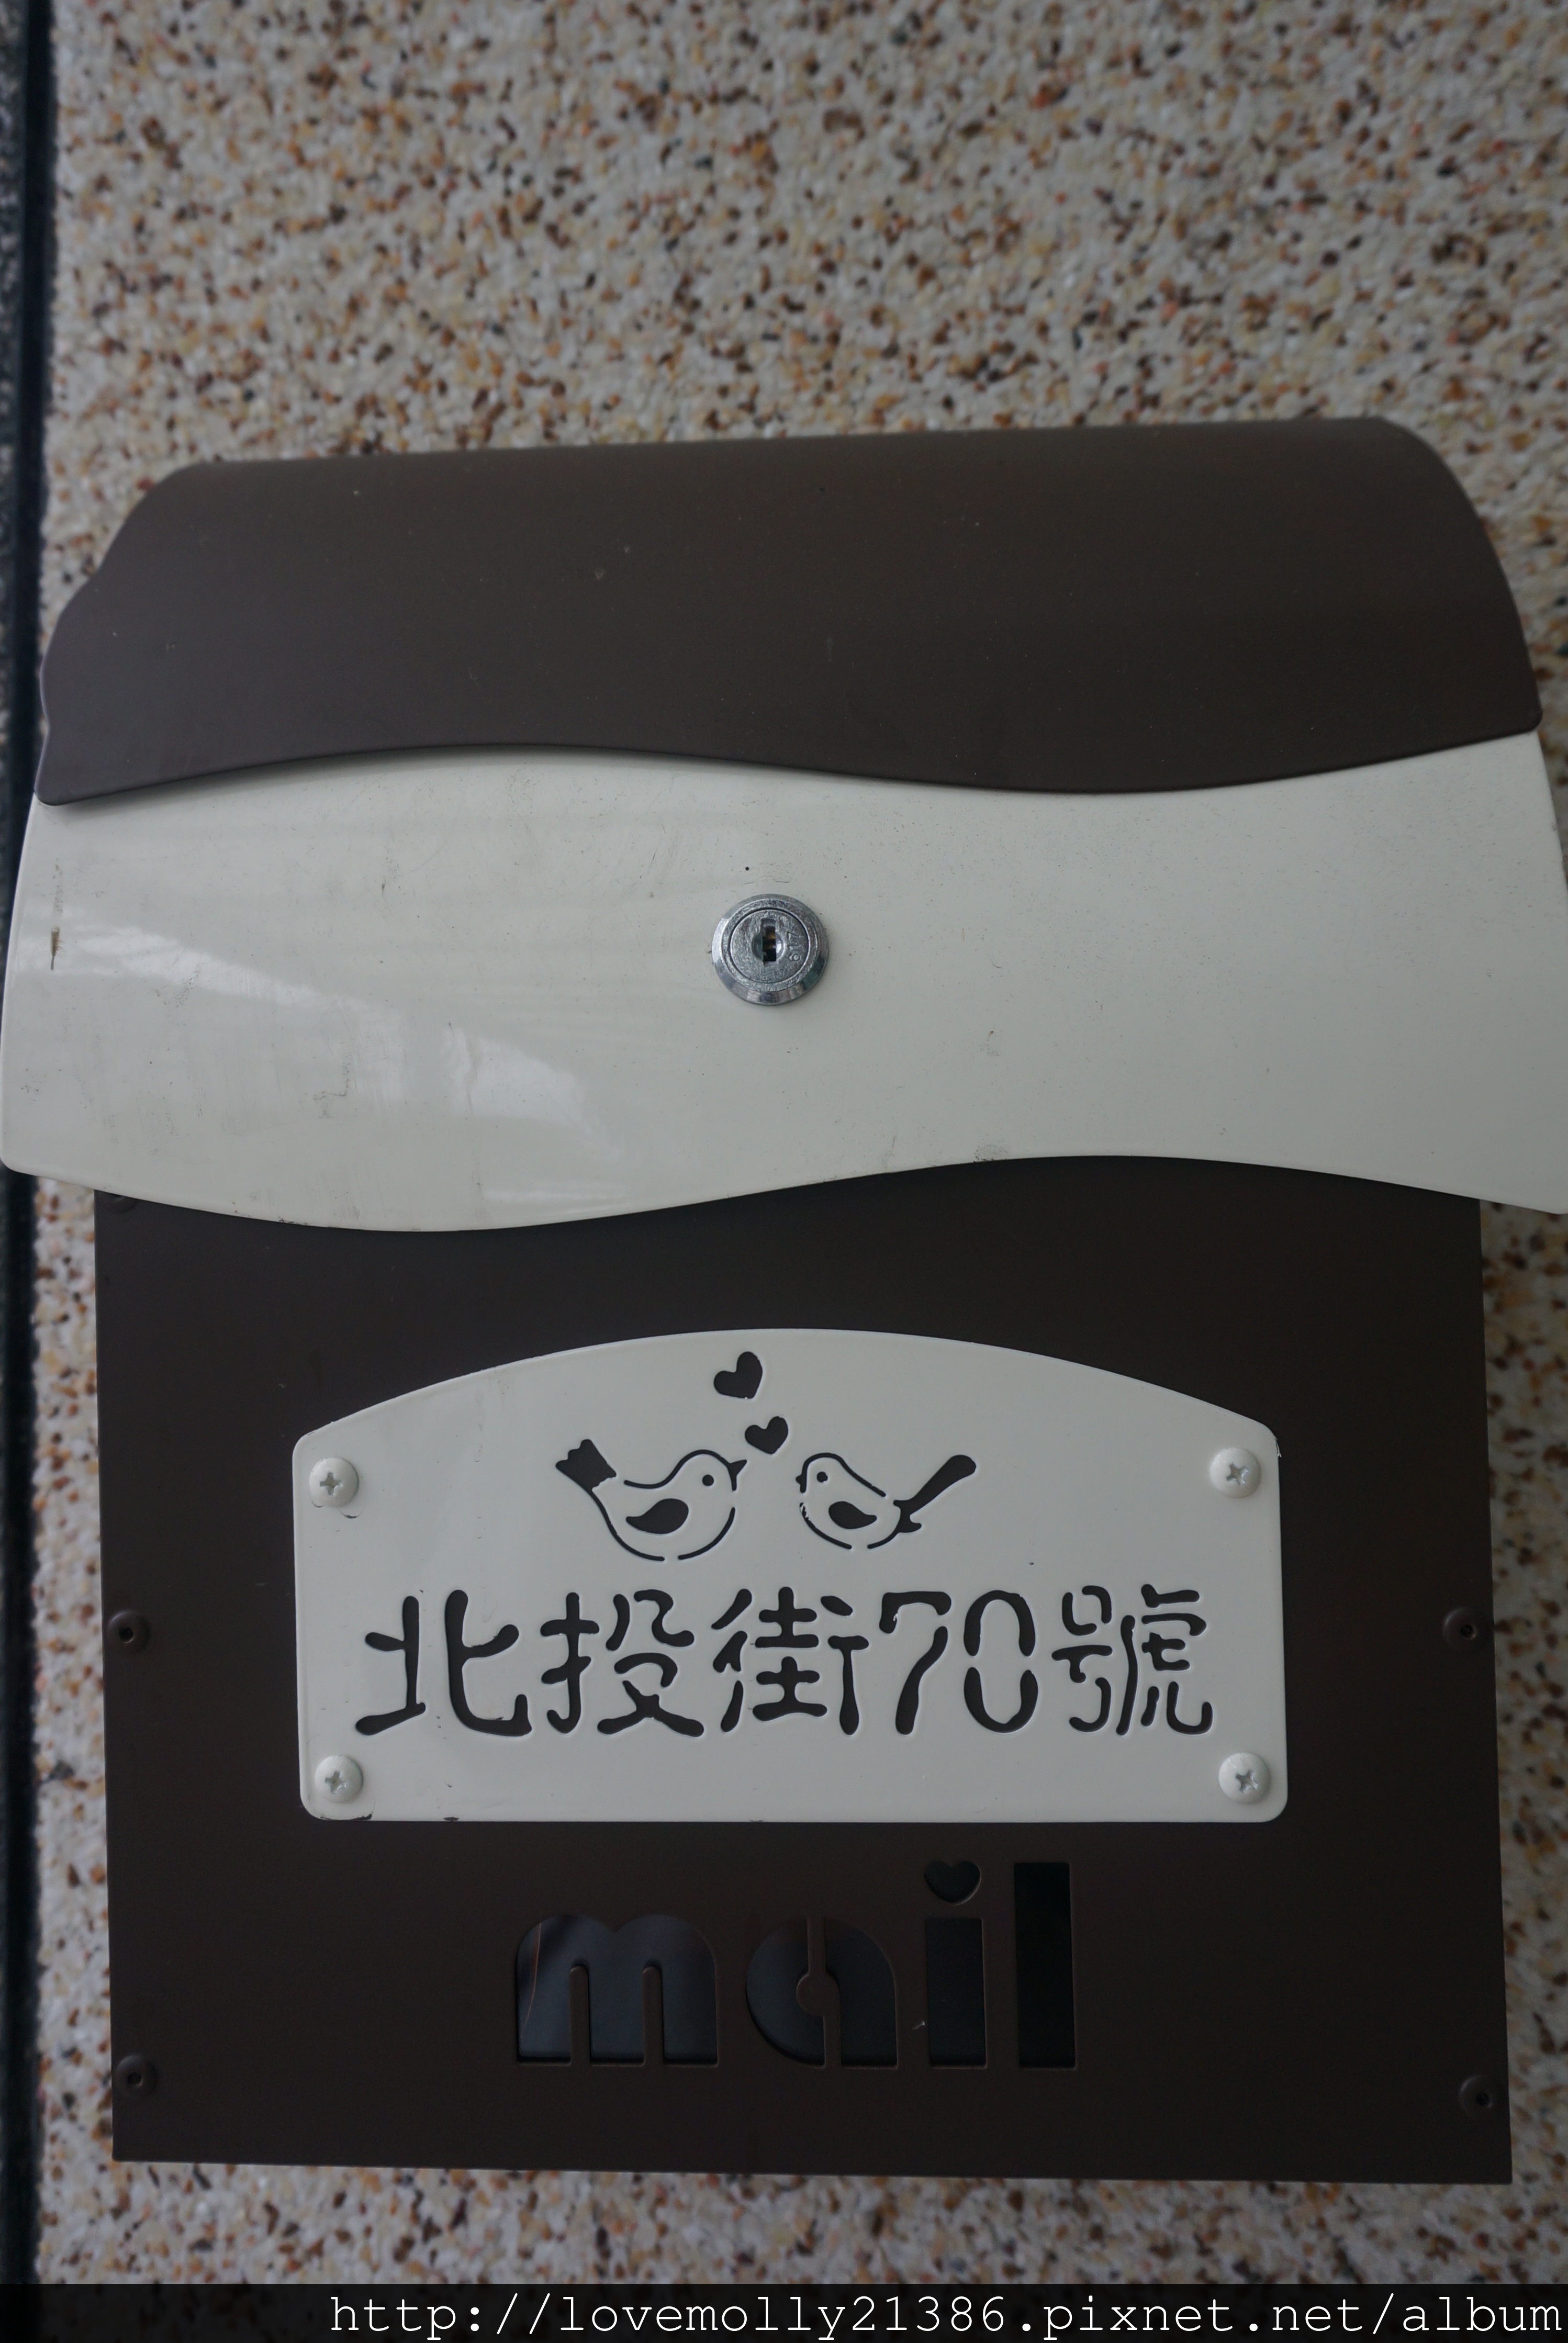 北投街70號
mail
http://lovemolly21386.pixnet.net/album